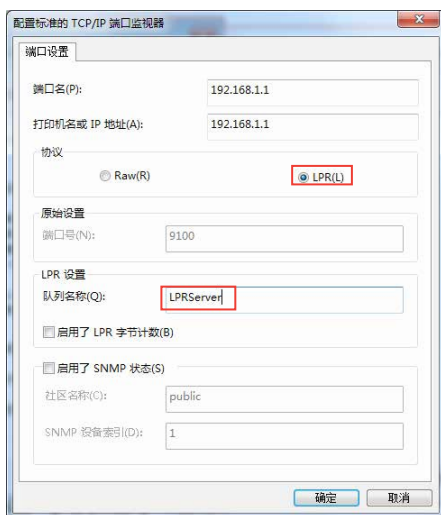 配置标准的 TCP/IP 端口监视器
端口设置
端口名(P): 192.168.1.1
打印机名或 IP 地址(A): 192.168.1.1
协议
Raw(R) LPR(L)
原始设置
端口号(N): 9100
LPR 设置
队列名称(Q): LPRServer
启用了 LPR 字节计数(B)
启用了 SNMP 状态(S)
社区名称(C): public
SNMP 设备索引(D): 1
确定 取消